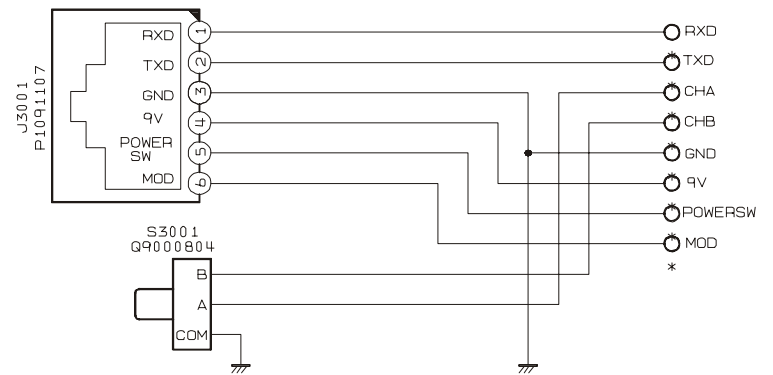 J3001
P1091107
RXD
TXD
GND
9V
POWER
SW
MOD
1
2
3
4
5
6
RXD
*
TXD
*
CHA
*
CHB
*
GND
*
9V
*
POWERSW
*
MOD
*
S3001
Q9000804
B
A
COM